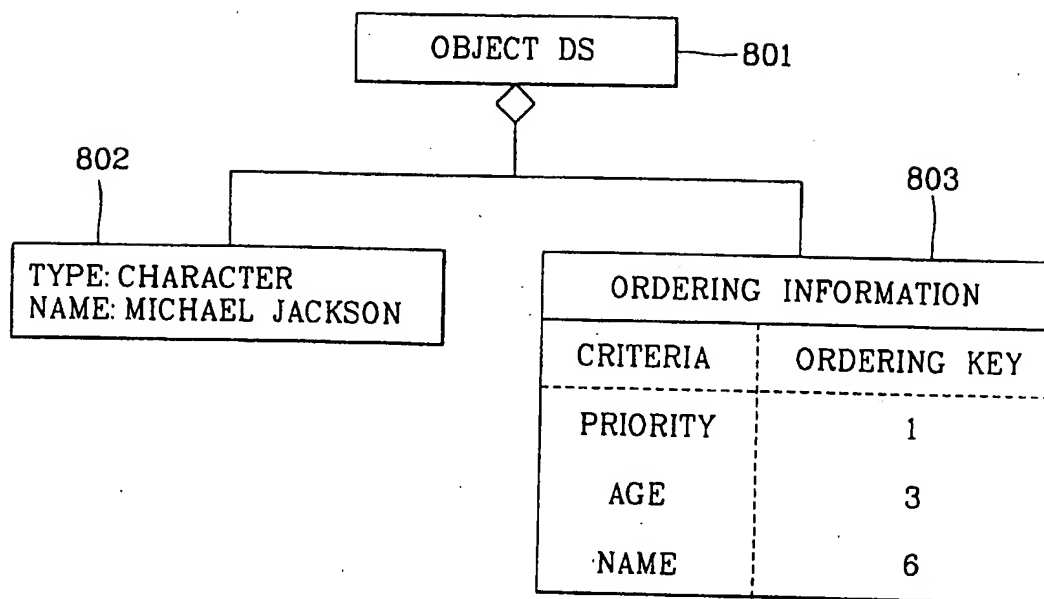 OBJECT DS
801
802
803
TYPE: CHARACTER
NAME: MICHAEL JACKSON
ORDERING INFORMATION
CRITERIA ORDERING KEY
PRIORITY 1
AGE 3
NAME 6